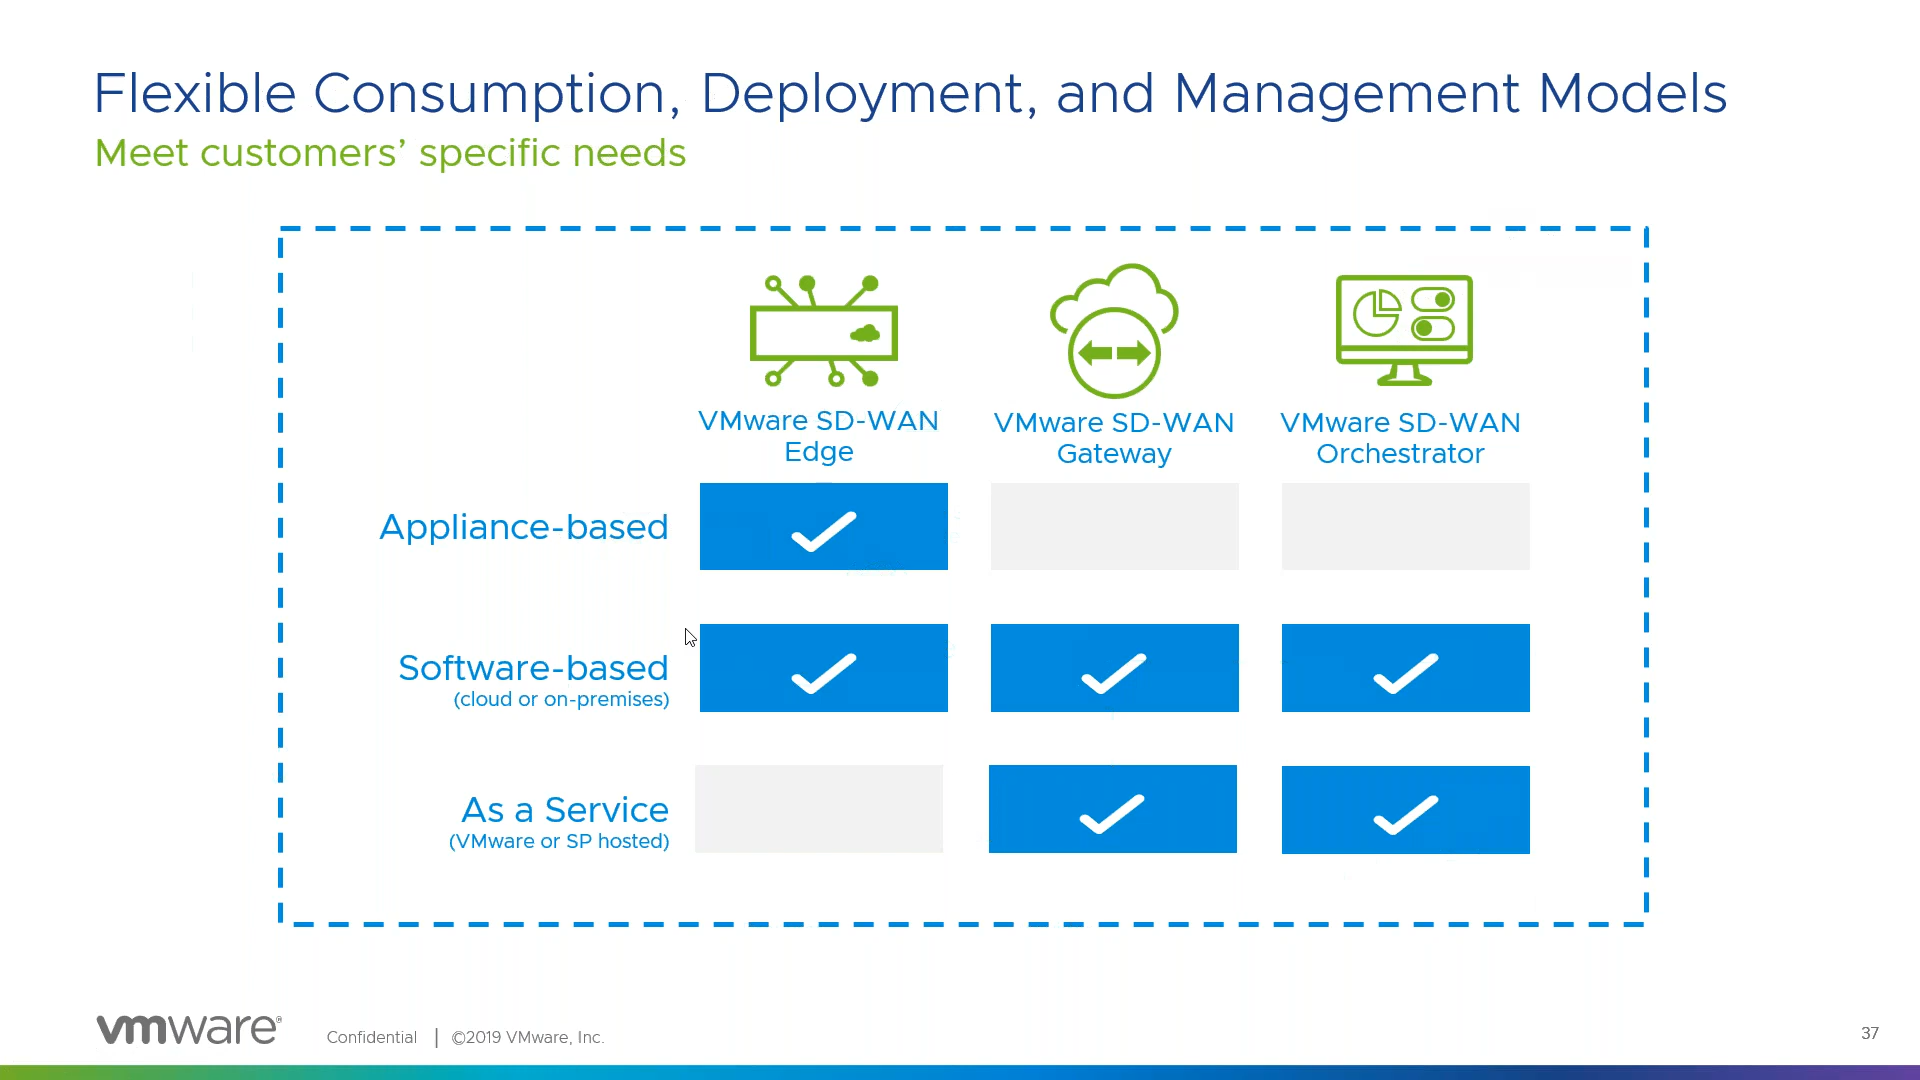 Flexible Consumption, Deployment, and Management Models
Meet customers’ specific needs
VMware SD-WAN
Edge
VMware SD-WAN
Gateway
VMware SD-WAN
Orchestrator
Appliance-based
Software-based
(cloud or on-premises)
As a Service
(VMware or SP hosted)
vmware®
Confidential | ©2019 VMware, Inc.
37